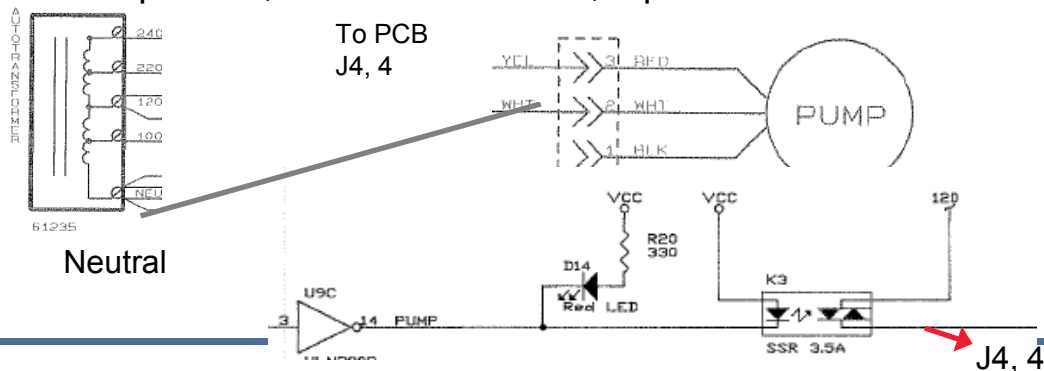 AUTOTRANSFORMER
240
220
120
100
NEU
61235
Neutral
To PCB
J4, 4
YEL 3 RED
WHT 2 WHT
1 BLK
PUMP
VCC
VCC
120
R20
330
D14
Red LED
K3
SSR 3.5A
U9C
3
14 PUMP
J4, 4